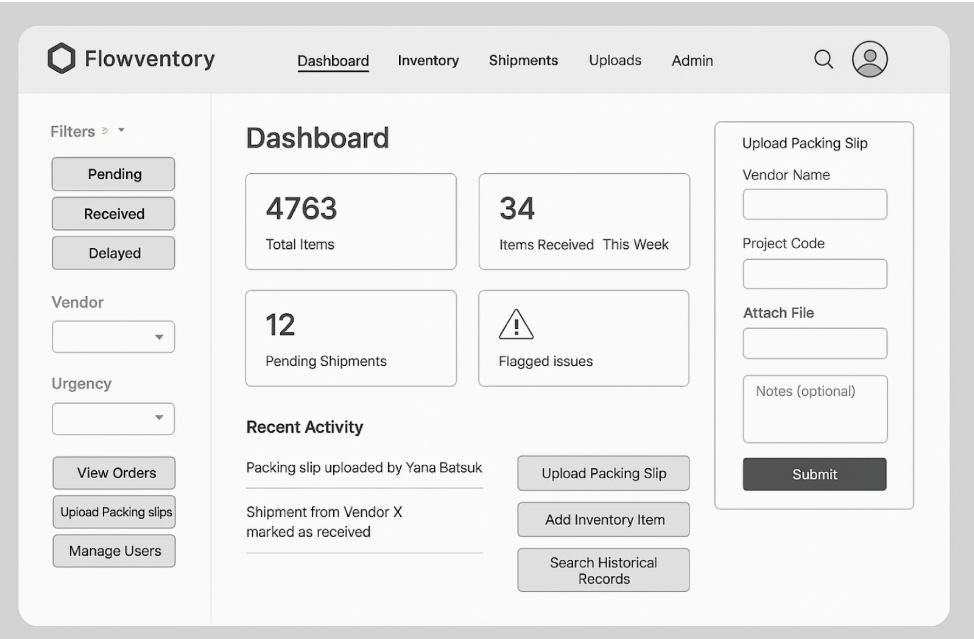 Flowventory
Dashboard
Inventory
Shipments
Uploads
Admin
Filters
Pending
Received
Delayed
Vendor
Urgency
View Orders
Upioad Packing slips
Manage Users
Dashboard
4763
Total Items
34
Items Received This Week
12
Pending Shipments
Flagged issues
Recent Activity
Packing slip uploaded by Yana Batsuk
Shipment from Vendor X
marked as received
Upload Packing Slip
Add Inventory Item
Search Historical
Records
Upload Packing Slip
Vendor Name
Project Code
Attach File
Notes (optional)
Submit